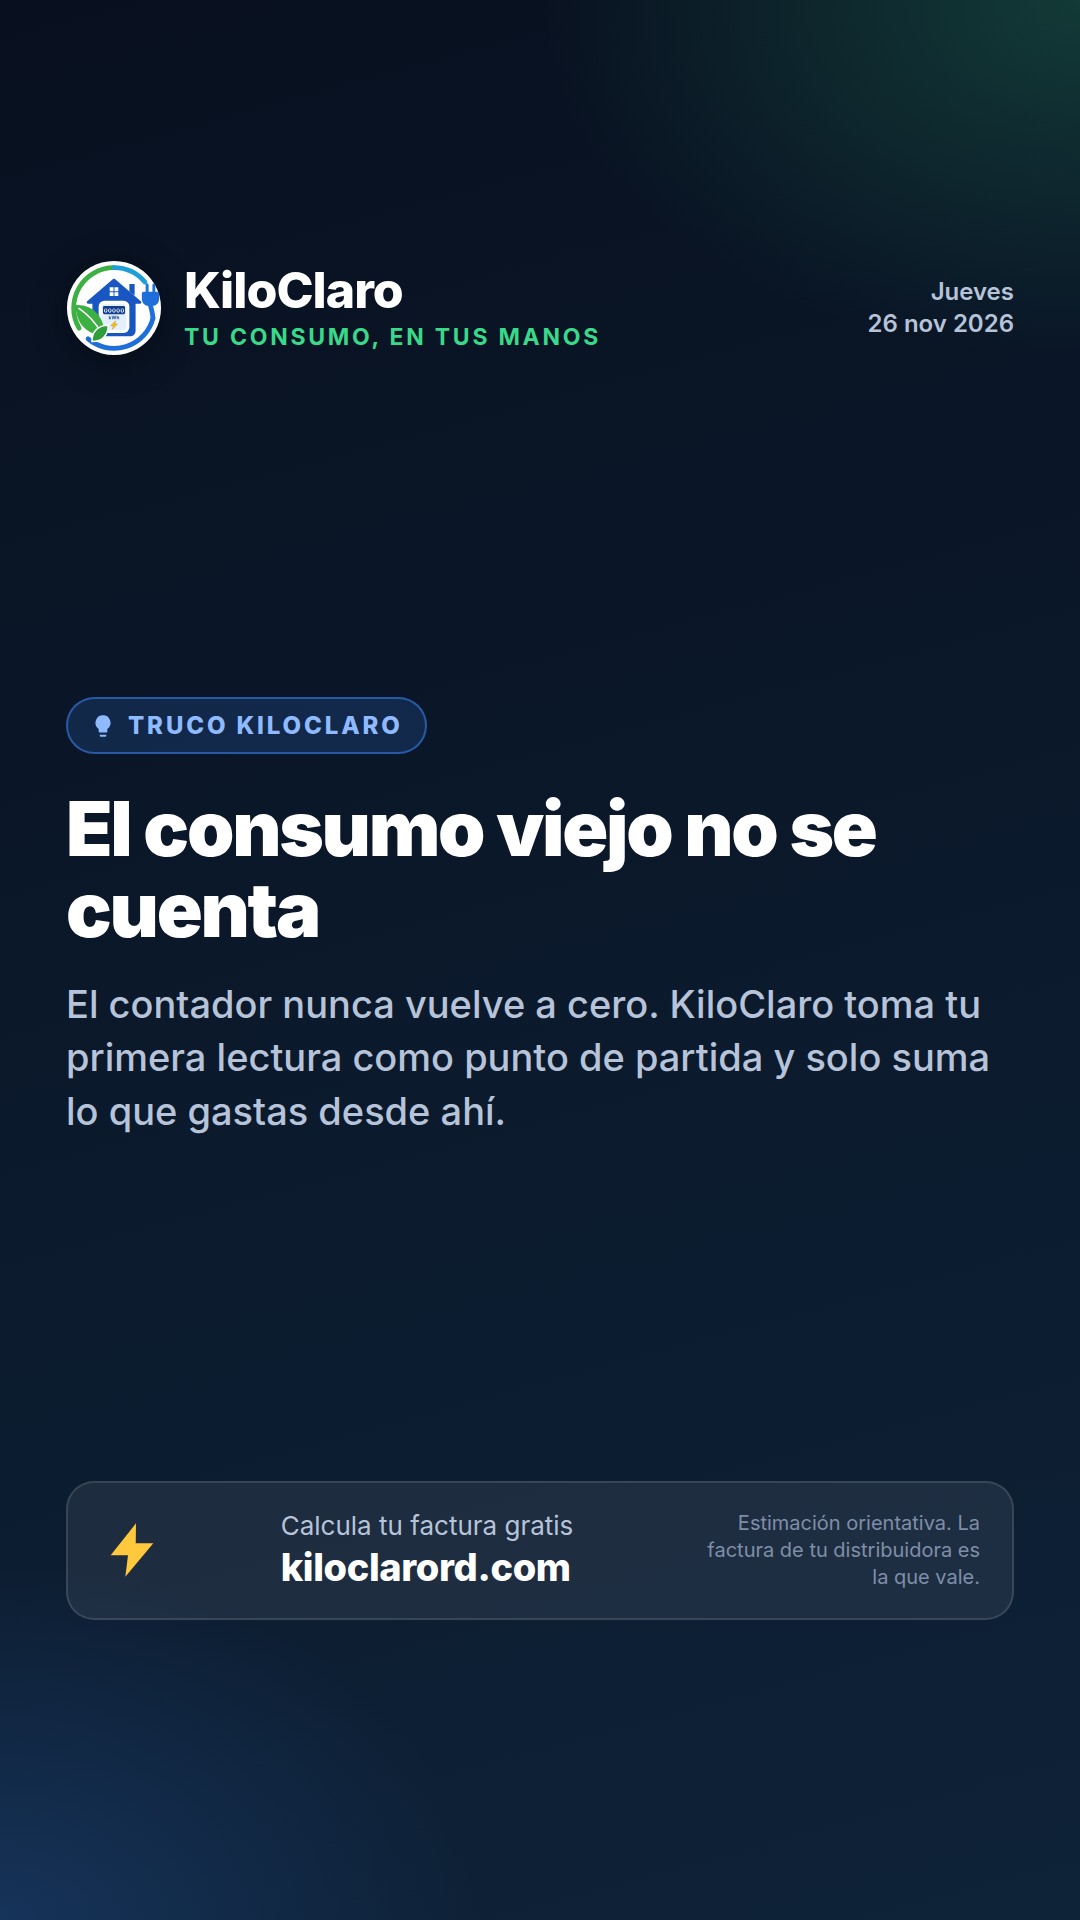 KiloClaro
TU CONSUMO, EN TUS MANOS
Jueves
26 nov 2026
TRUCO KILOCLARO
El consumo viejo no se
cuenta
El contador nunca vuelve a cero. KiloClaro toma tu
primera lectura como punto de partida y solo suma
lo que gastas desde ahí.
Calcula tu factura gratis
kiloclarord.com
Estimación orientativa. La
factura de tu distribuidora es
la que vale.